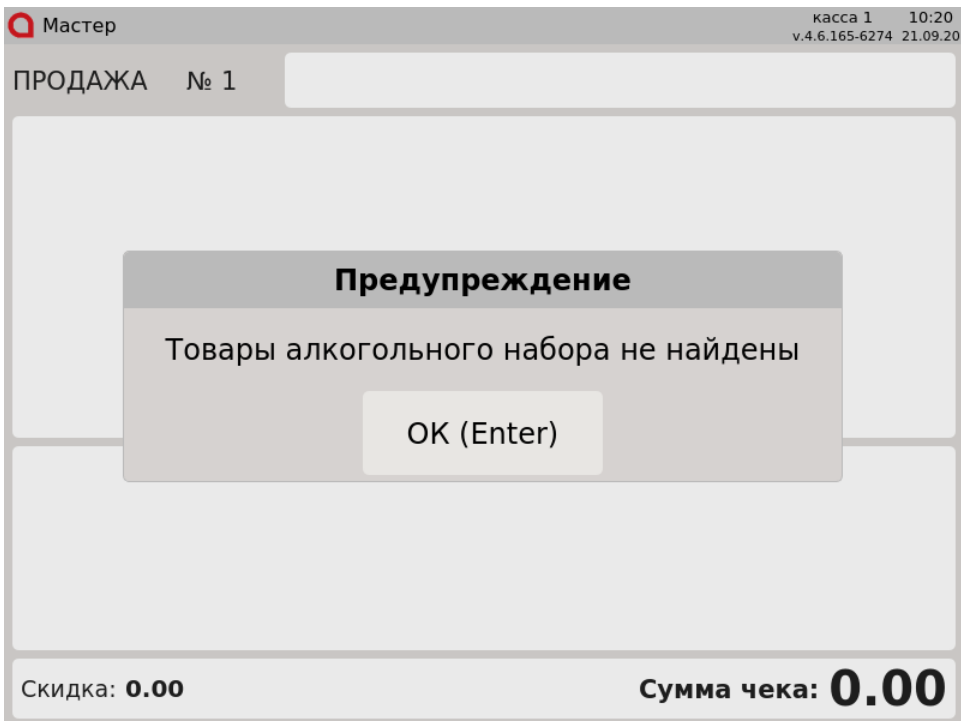 Мастер
касса 1 10:20
v.4.6.165-6274 21.09.20
ПРОДАЖА № 1
Предупреждение
Товары алкогольного набора не найдены
ОК (Enter)
Скидка: 0.00
Сумма чека: 0.00